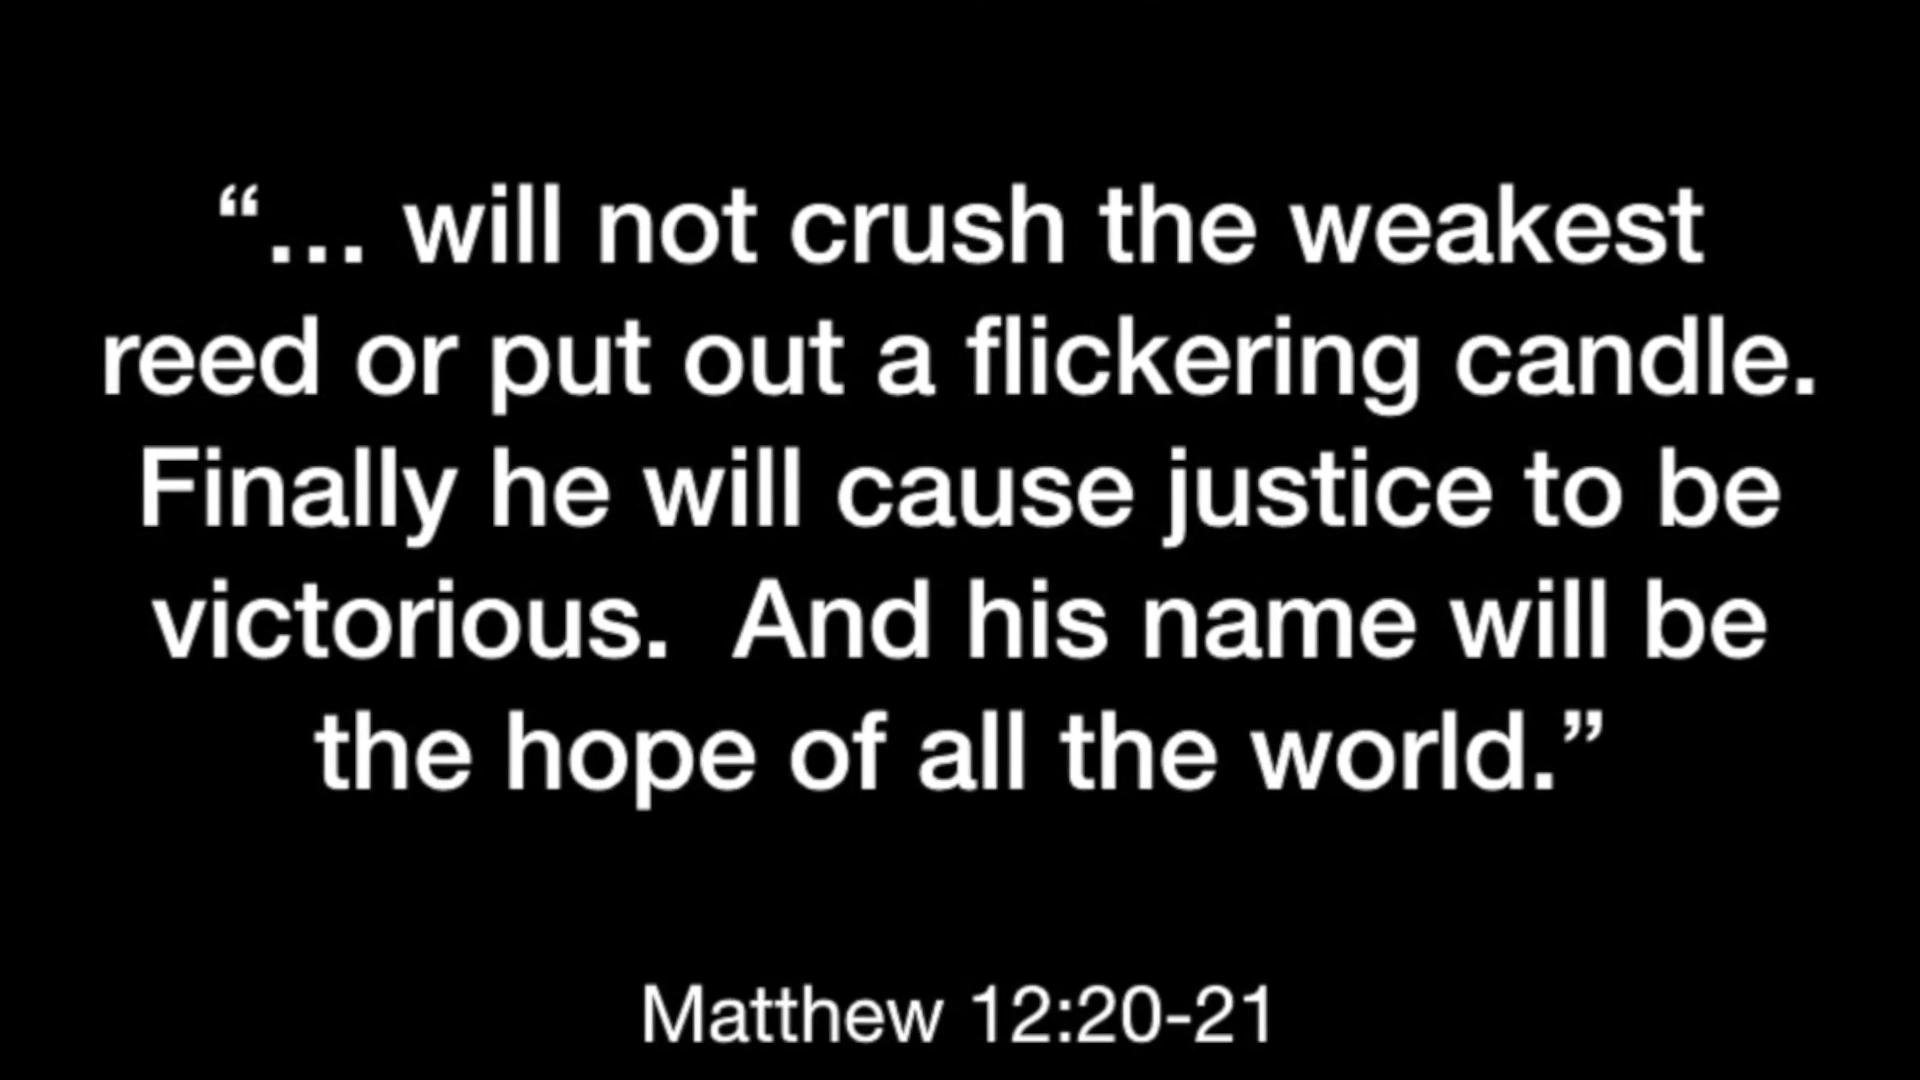 “... will not crush the weakest
reed or put out a flickering candle.
Finally he will cause justice to be
victorious.  And his name will be
the hope of all the world.”
Matthew 12:20-21